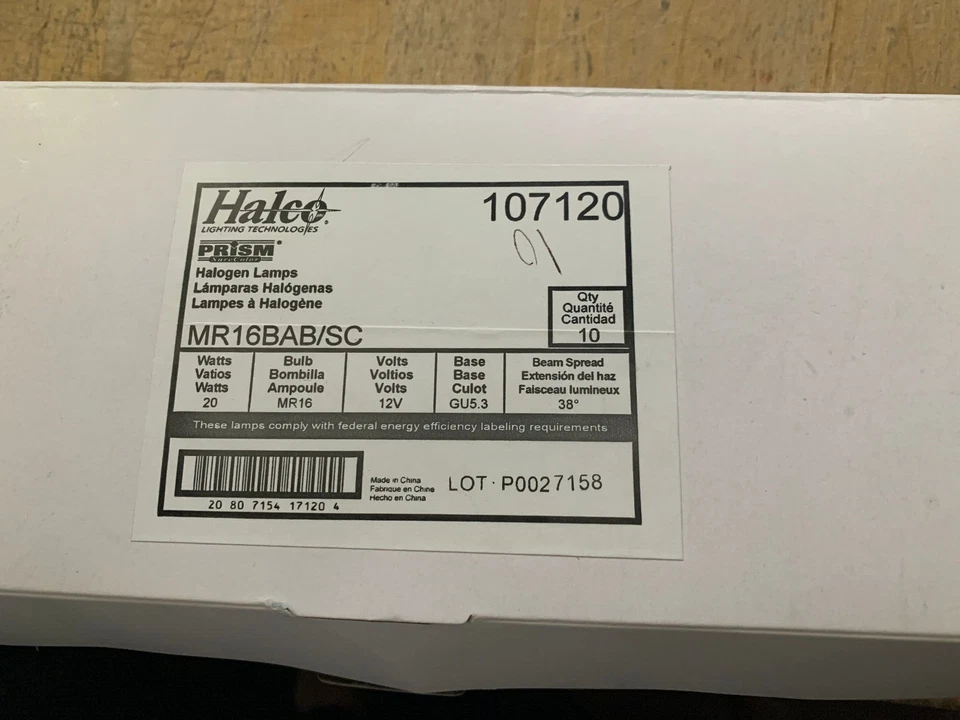 Halco®
LIGHTING TECHNOLOGIES
107120
PRISM®
SureColor
Halogen Lamps
Lámparas Halógenas
Lampes à Halogène
Qty
Quantité
Cantidad
10
MR16BAB/SC
Watts
Vatios
Watts
20
Bulb
Bombilla
Ampoule
MR16
Volts
Voltios
Volts
12V
Base
Base
Culot
GU5.3
Beam Spread
Extensión del haz
Faisceau lumineux
38°
These lamps comply with federal energy efficiency labeling requirements
20 80 7154 17120 4
Made in China
Fabrique en Chine
Hecho en China
LOT · P0027158